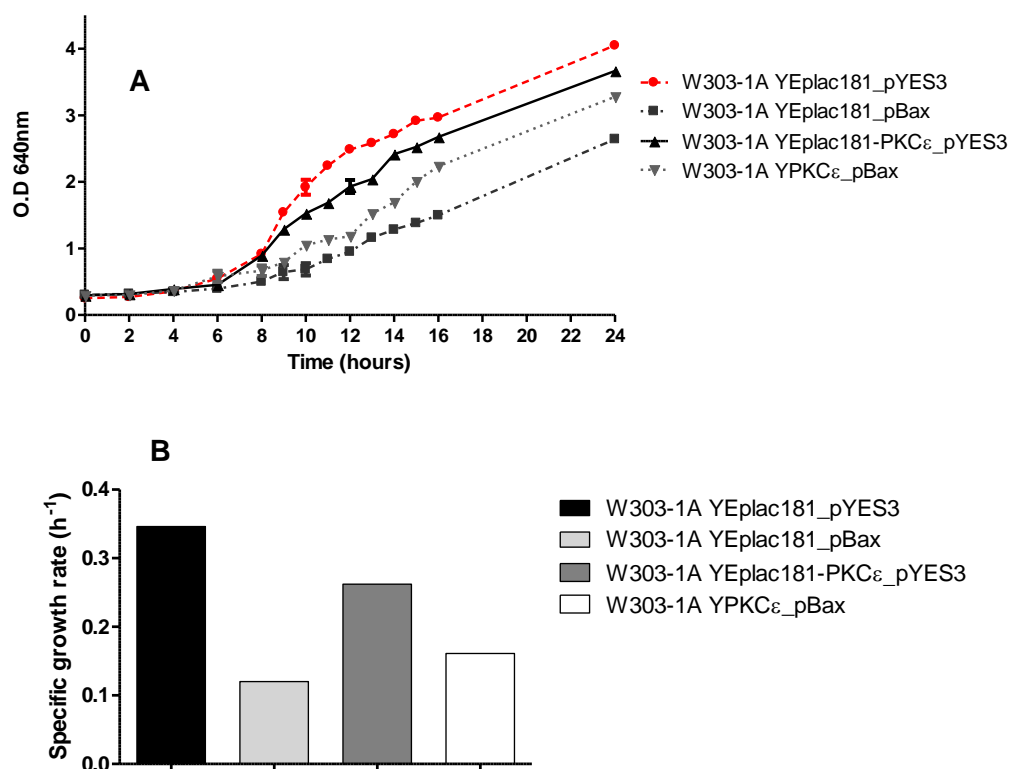 A
O.D 640nm
4
3
2
1
0
0 2 4 6 8 10 12 14 16 18 20 22 24
Time (hours)
W303-1A YEplac181_pYES3
W303-1A YEplac181_pBax
W303-1A YEplac181-PKCε_pYES3
W303-1A YPKCε_pBax
B
Specific growth rate (h⁻¹)
0.4
0.3
0.2
0.1
0.0
W303-1A YEplac181_pYES3
W303-1A YEplac181_pBax
W303-1A YEplac181-PKCε_pYES3
W303-1A YPKCε_pBax